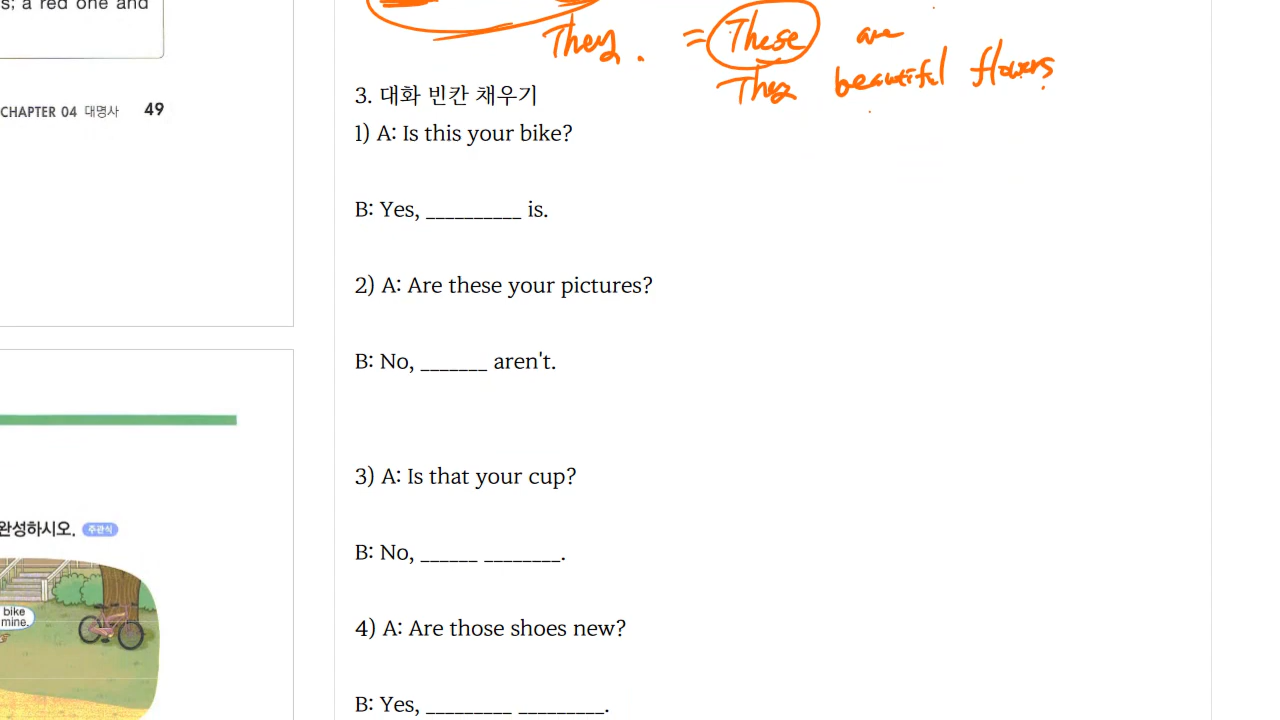 s; a red one and
CHAPTER 04 대명사 49
완성하시오. 주관식
bike
mine.
They. = These are
They beautiful flowers
3. 대화 빈칸 채우기
1) A: Is this your bike?
B: Yes, __________ is.
2) A: Are these your pictures?
B: No, _______ aren't.
3) A: Is that your cup?
B: No, ______ ________.
4) A: Are those shoes new?
B: Yes, _________ _________.